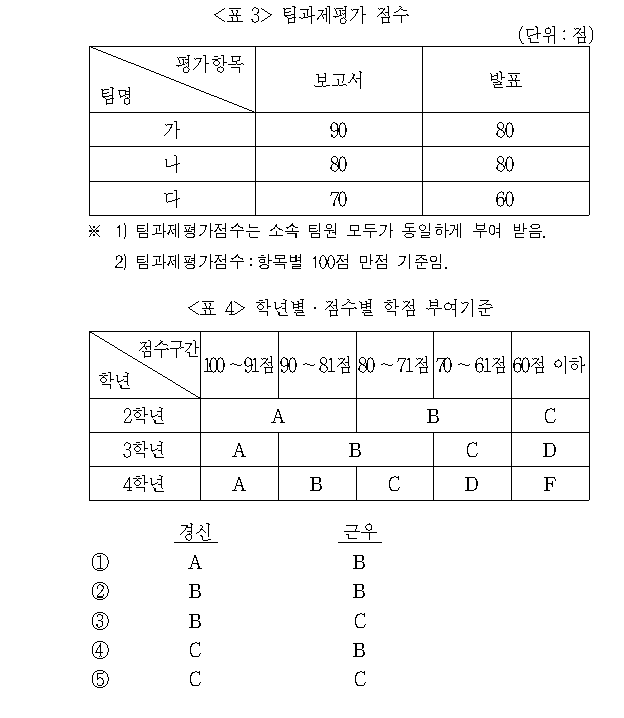 <표 3> 팀과제평가 점수
(단위 : 점)
평가항목
팀명
보고서 발표
가 90 80
나 80 80
다 70 60
※ 1) 팀과제평가점수는 소속 팀원 모두가 동일하게 부여 받음.
2) 팀과제평가점수 : 항목별 100점 만점 기준임.
<표 4> 학년별 · 점수별 학점 부여기준
점수구간
학년
100 ~ 91점 90 ~ 81점 80 ~ 71점 70 ~ 61점 60점 이하
2학년 A B C
3학년 A B C D
4학년 A B C D F
경신 근우
① A B
② B B
③ B C
④ C B
⑤ C C